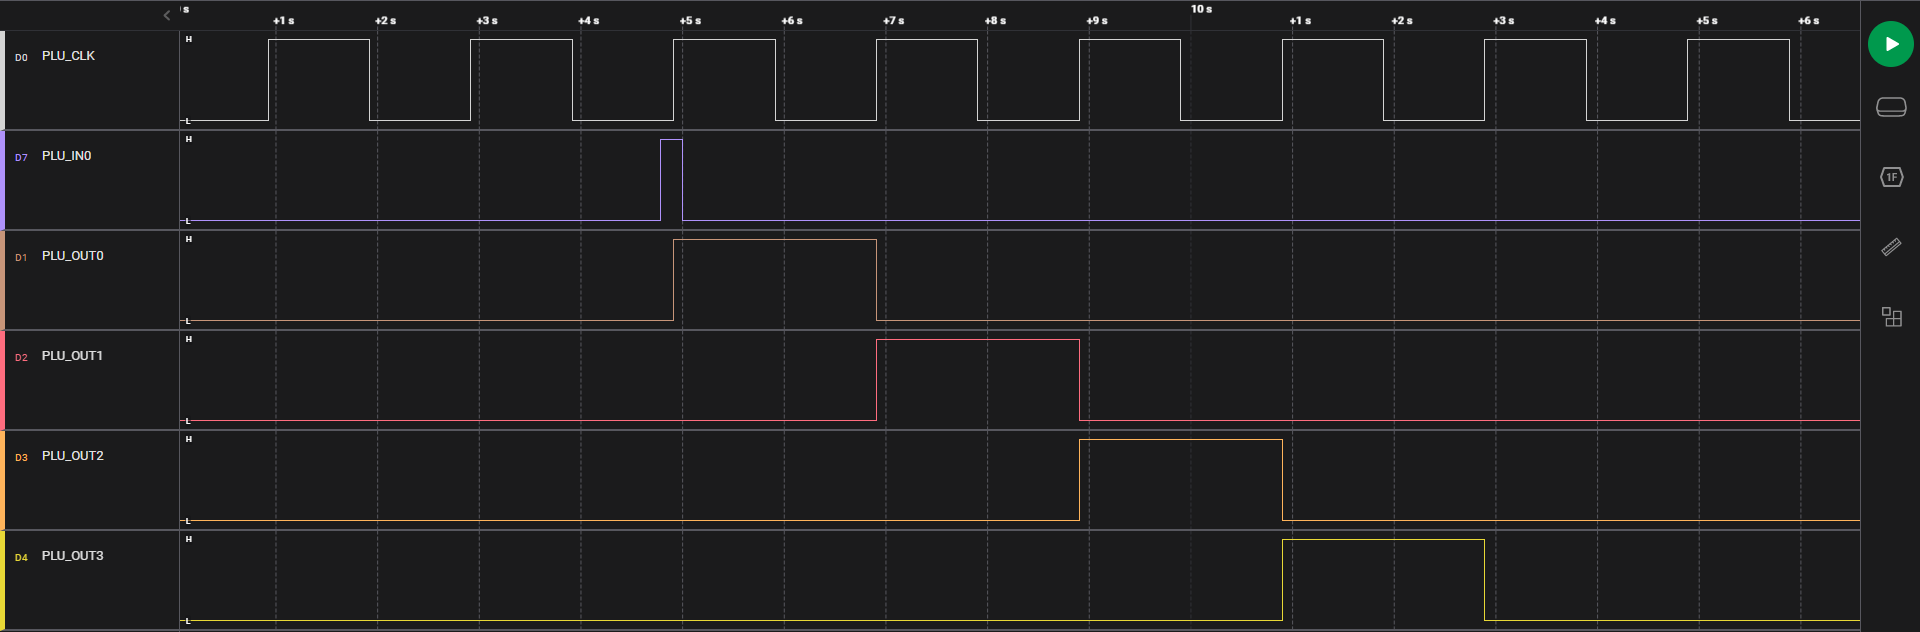 s
+1 s +2 s +3 s +4 s +5 s +6 s +7 s +8 s +9 s 10 s +1 s +2 s +3 s +4 s +5 s +6 s
H
D0 PLU_CLK
L
H
D7 PLU_IN0
L
H
D1 PLU_OUT0
L
H
D2 PLU_OUT1
L
H
D3 PLU_OUT2
L
H
D4 PLU_OUT3
L
1F